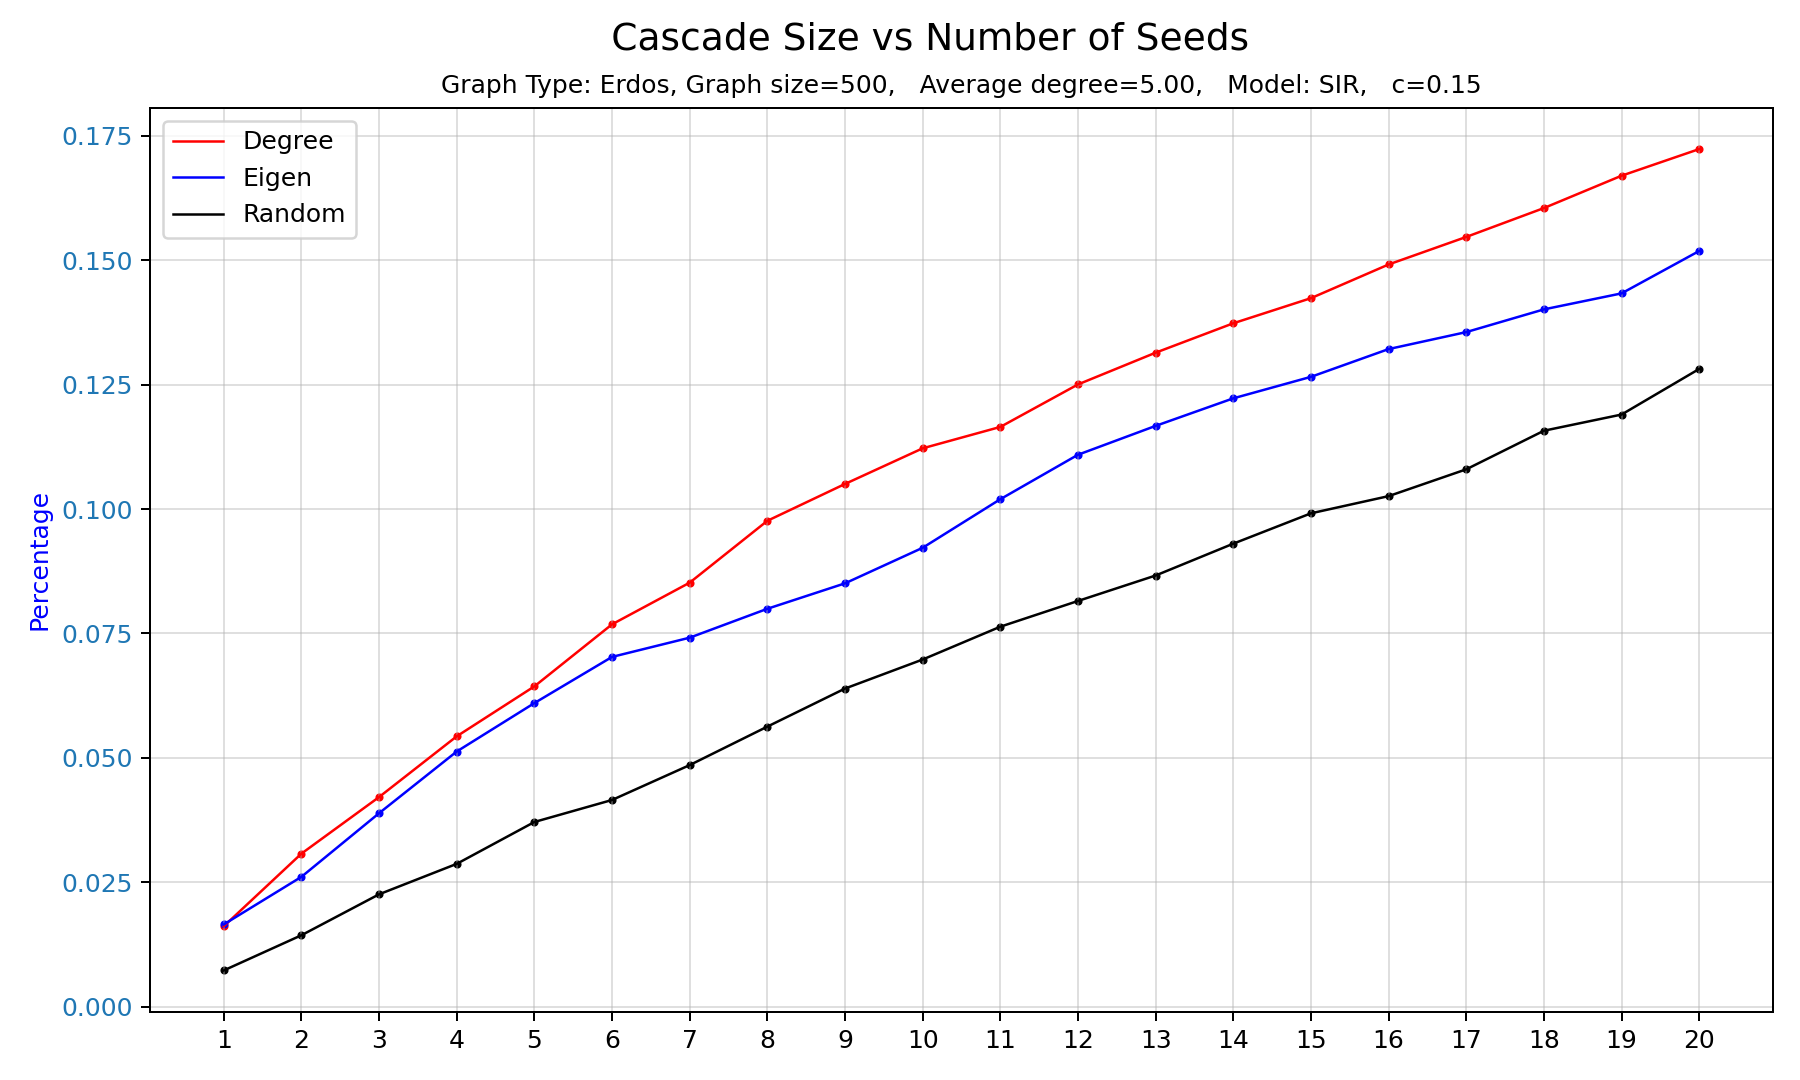 Cascade Size vs Number of Seeds
Graph Type: Erdos, Graph size=500,   Average degree=5.00,   Model: SIR,   c=0.15
Degree
Eigen
Random
Percentage
0.175
0.150
0.125
0.100
0.075
0.050
0.025
0.000
1 2 3 4 5 6 7 8 9 10 11 12 13 14 15 16 17 18 19 20